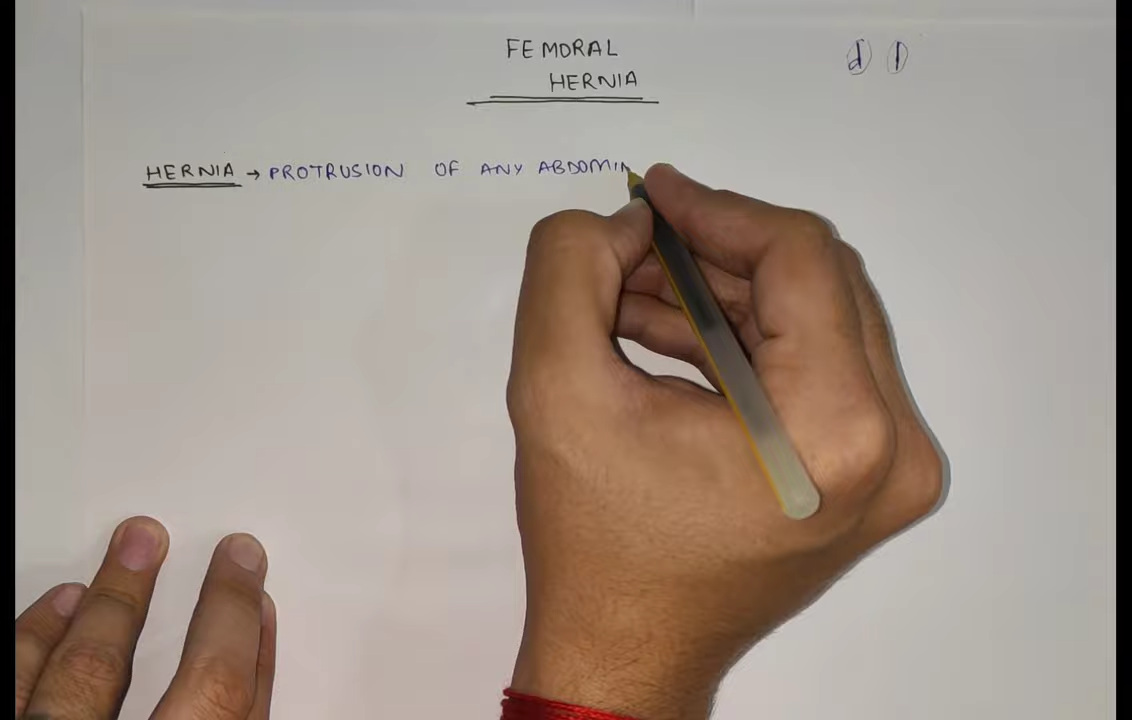 FEMORAL
HERNIA
d l
HERNIA → PROTRUSION OF ANY ABDOMIN